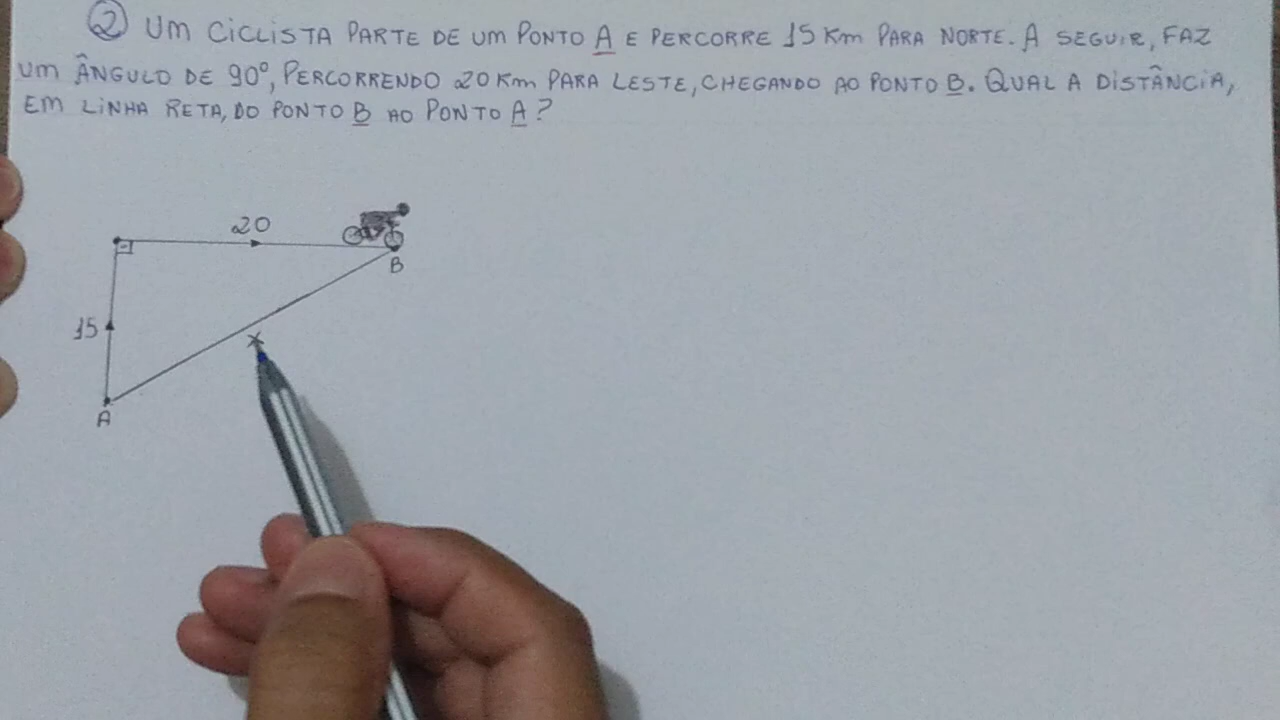 2 UM CICLISTA PARTE DE UM PONTO A E PERCORRE 15 Km PARA NORTE. A SEGUIR, FAZ
UM ÂNGULO DE 90º, PERCORRENDO 20 Km PARA LESTE, CHEGANDO AO PONTO B. QUAL A DISTÂNCIA,
EM LINHA RETA, DO PONTO B AO PONTO A?
20
B
15
x
A